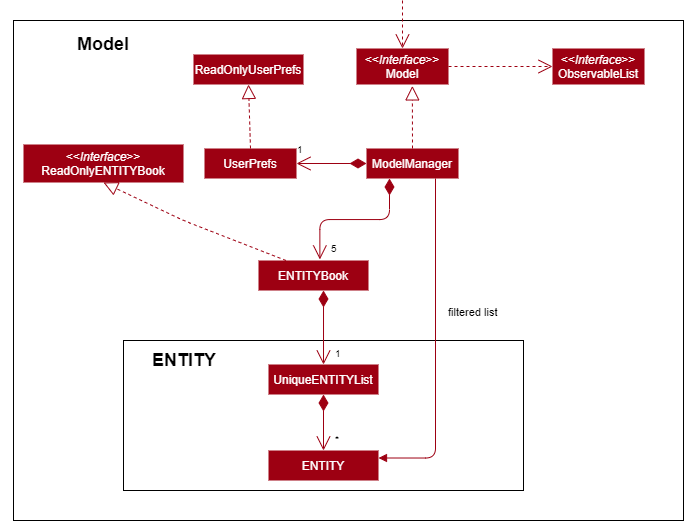 Model
ReadOnlyUserPrefs
<<Interface>>
Model
<<Interface>>
ObservableList
<<Interface>>
ReadOnlyENTITYBook
UserPrefs
1
ModelManager
5
ENTITYBook
filtered list
ENTITY
1
UniqueENTITYList
*
ENTITY